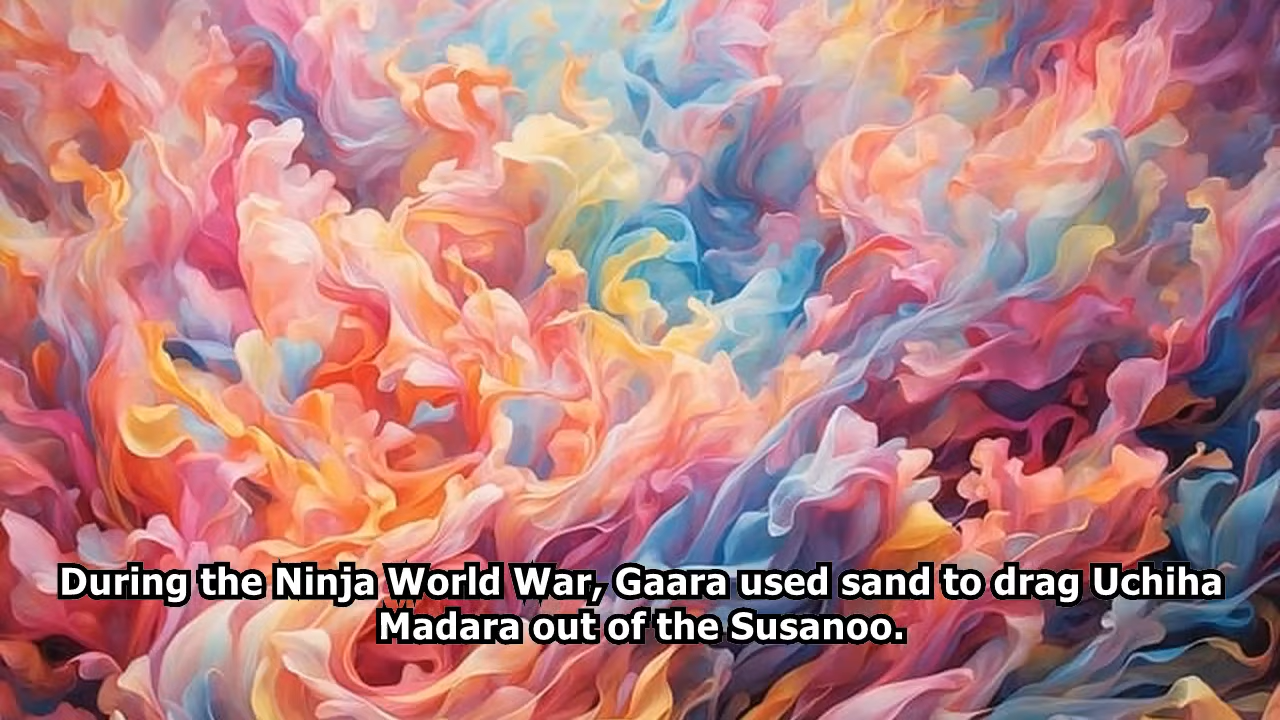 During the Ninja World War, Gaara used sand to drag Uchiha
Madara out of the Susanoo.